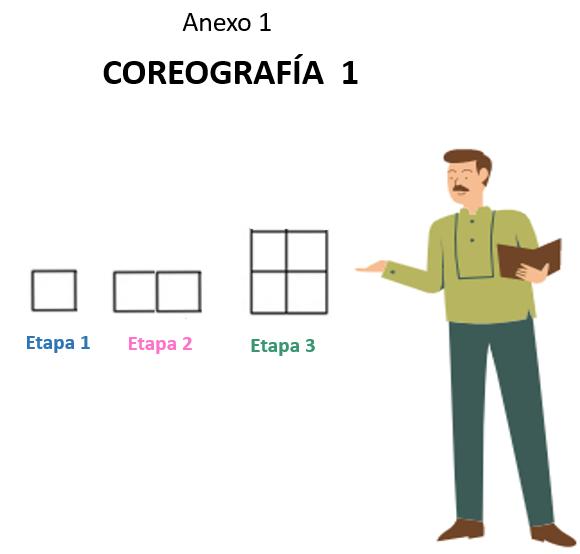 Anexo 1
COREOGRAFÍA 1
Etapa 1
Etapa 2
Etapa 3